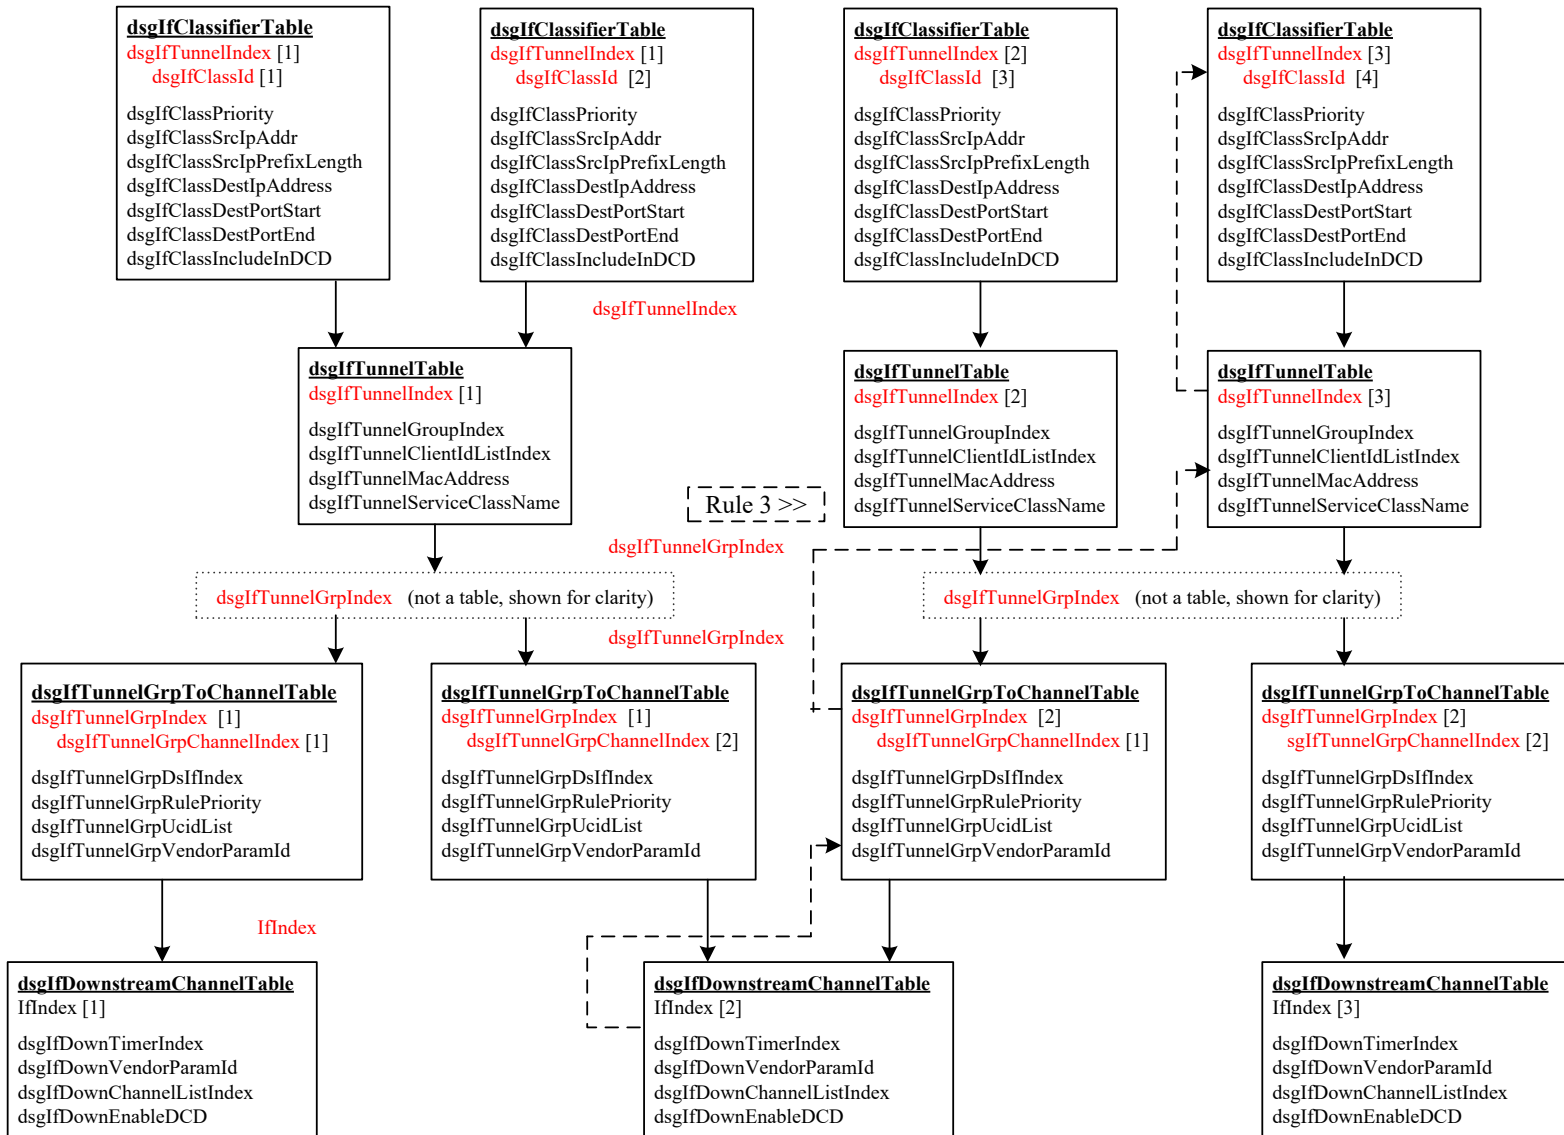 dsgIfClassifierTable
dsgIfTunnelIndex [1]
dsgIfClassId [1]
dsgIfClassPriority
dsgIfClassSrcIpAddr
dsgIfClassSrcIpPrefixLength
dsgIfClassDestIpAddress
dsgIfClassDestPortStart
dsgIfClassDestPortEnd
dsgIfClassIncludeInDCD
dsgIfClassifierTable
dsgIfTunnelIndex [1]
dsgIfClassId [2]
dsgIfClassPriority
dsgIfClassSrcIpAddr
dsgIfClassSrcIpPrefixLength
dsgIfClassDestIpAddress
dsgIfClassDestPortStart
dsgIfClassDestPortEnd
dsgIfClassIncludeInDCD
dsgIfClassifierTable
dsgIfTunnelIndex [2]
dsgIfClassId [3]
dsgIfClassPriority
dsgIfClassSrcIpAddr
dsgIfClassSrcIpPrefixLength
dsgIfClassDestIpAddress
dsgIfClassDestPortStart
dsgIfClassDestPortEnd
dsgIfClassIncludeInDCD
dsgIfClassifierTable
dsgIfTunnelIndex [3]
dsgIfClassId [4]
dsgIfClassPriority
dsgIfClassSrcIpAddr
dsgIfClassSrcIpPrefixLength
dsgIfClassDestIpAddress
dsgIfClassDestPortStart
dsgIfClassDestPortEnd
dsgIfClassIncludeInDCD
dsgIfTunnelIndex
dsgIfTunnelTable
dsgIfTunnelIndex [1]
dsgIfTunnelGroupIndex
dsgIfTunnelClientIdListIndex
dsgIfTunnelMacAddress
dsgIfTunnelServiceClassName
dsgIfTunnelTable
dsgIfTunnelIndex [2]
dsgIfTunnelGroupIndex
dsgIfTunnelClientIdListIndex
dsgIfTunnelMacAddress
dsgIfTunnelServiceClassName
dsgIfTunnelTable
dsgIfTunnelIndex [3]
dsgIfTunnelGroupIndex
dsgIfTunnelClientIdListIndex
dsgIfTunnelMacAddress
dsgIfTunnelServiceClassName
Rule 3 >>
dsgIfTunnelGrpIndex
dsgIfTunnelGrpIndex (not a table, shown for clarity)
dsgIfTunnelGrpIndex (not a table, shown for clarity)
dsgIfTunnelGrpIndex
dsgIfTunnelGrpToChannelTable
dsgIfTunnelGrpIndex [1]
dsgIfTunnelGrpChannelIndex [1]
dsgIfTunnelGrpDsIfIndex
dsgIfTunnelGrpRulePriority
dsgIfTunnelGrpUcidList
dsgIfTunnelGrpVendorParamId
dsgIfTunnelGrpToChannelTable
dsgIfTunnelGrpIndex [1]
dsgIfTunnelGrpChannelIndex [2]
dsgIfTunnelGrpDsIfIndex
dsgIfTunnelGrpRulePriority
dsgIfTunnelGrpUcidList
dsgIfTunnelGrpVendorParamId
dsgIfTunnelGrpToChannelTable
dsgIfTunnelGrpIndex [2]
dsgIfTunnelGrpChannelIndex [1]
dsgIfTunnelGrpDsIfIndex
dsgIfTunnelGrpRulePriority
dsgIfTunnelGrpUcidList
dsgIfTunnelGrpVendorParamId
dsgIfTunnelGrpToChannelTable
dsgIfTunnelGrpIndex [2]
sgIfTunnelGrpChannelIndex [2]
dsgIfTunnelGrpDsIfIndex
dsgIfTunnelGrpRulePriority
dsgIfTunnelGrpUcidList
dsgIfTunnelGrpVendorParamId
IfIndex
dsgIfDownstreamChannelTable
IfIndex [1]
dsgIfDownTimerIndex
dsgIfDownVendorParamId
dsgIfDownChannelListIndex
dsgIfDownEnableDCD
dsgIfDownstreamChannelTable
IfIndex [2]
dsgIfDownTimerIndex
dsgIfDownVendorParamId
dsgIfDownChannelListIndex
dsgIfDownEnableDCD
dsgIfDownstreamChannelTable
IfIndex [3]
dsgIfDownTimerIndex
dsgIfDownVendorParamId
dsgIfDownChannelListIndex
dsgIfDownEnableDCD